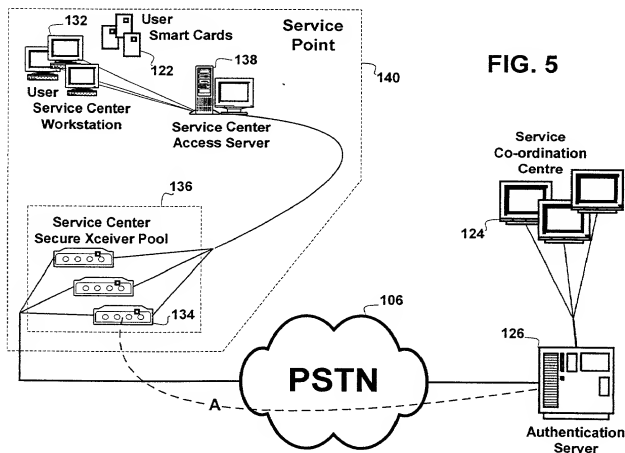 132
User
Smart Cards
122
Service
Point
138
140
FIG. 5
User
Service Center
Workstation
Service Center
Access Server
Service
Co-ordination
Centre
124
136
Service Center
Secure Xceiver Pool
134
106
PSTN
A
126
Authentication
Server